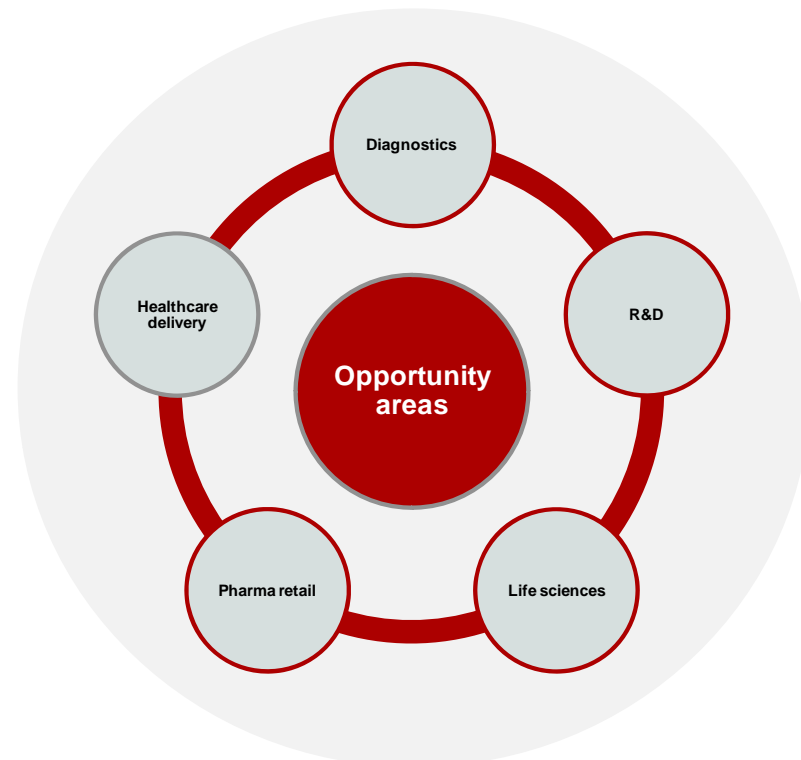 Diagnostics
Healthcare
delivery
R&D
Opportunity
areas
Pharma retail
Life sciences